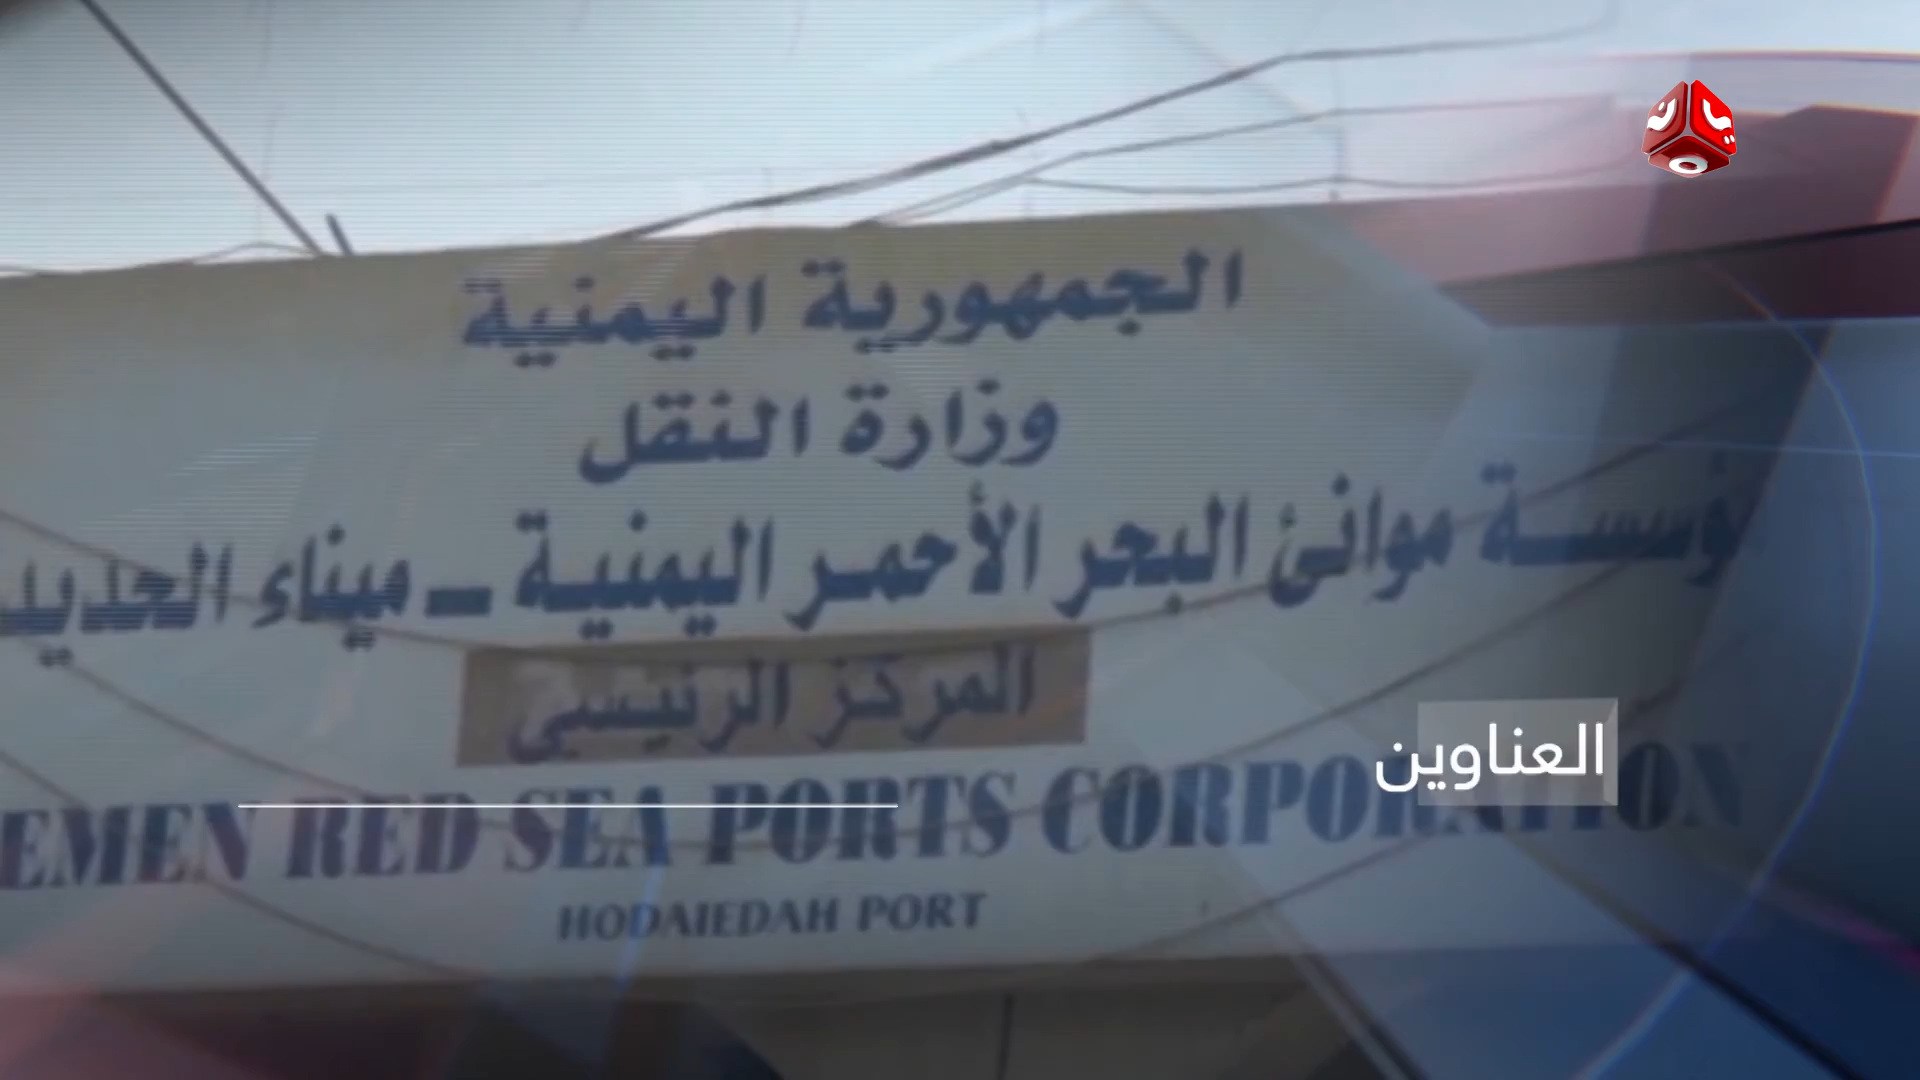 الجمهورية اليمنية
وزارة النقل
ؤسسة موانئ البحر الأحمر اليمنية – ميناء الحديد
المركز الرئيسي
العناوين
EMEN RED SEA PORTS CORPORATION
HODAIEDAH PORT